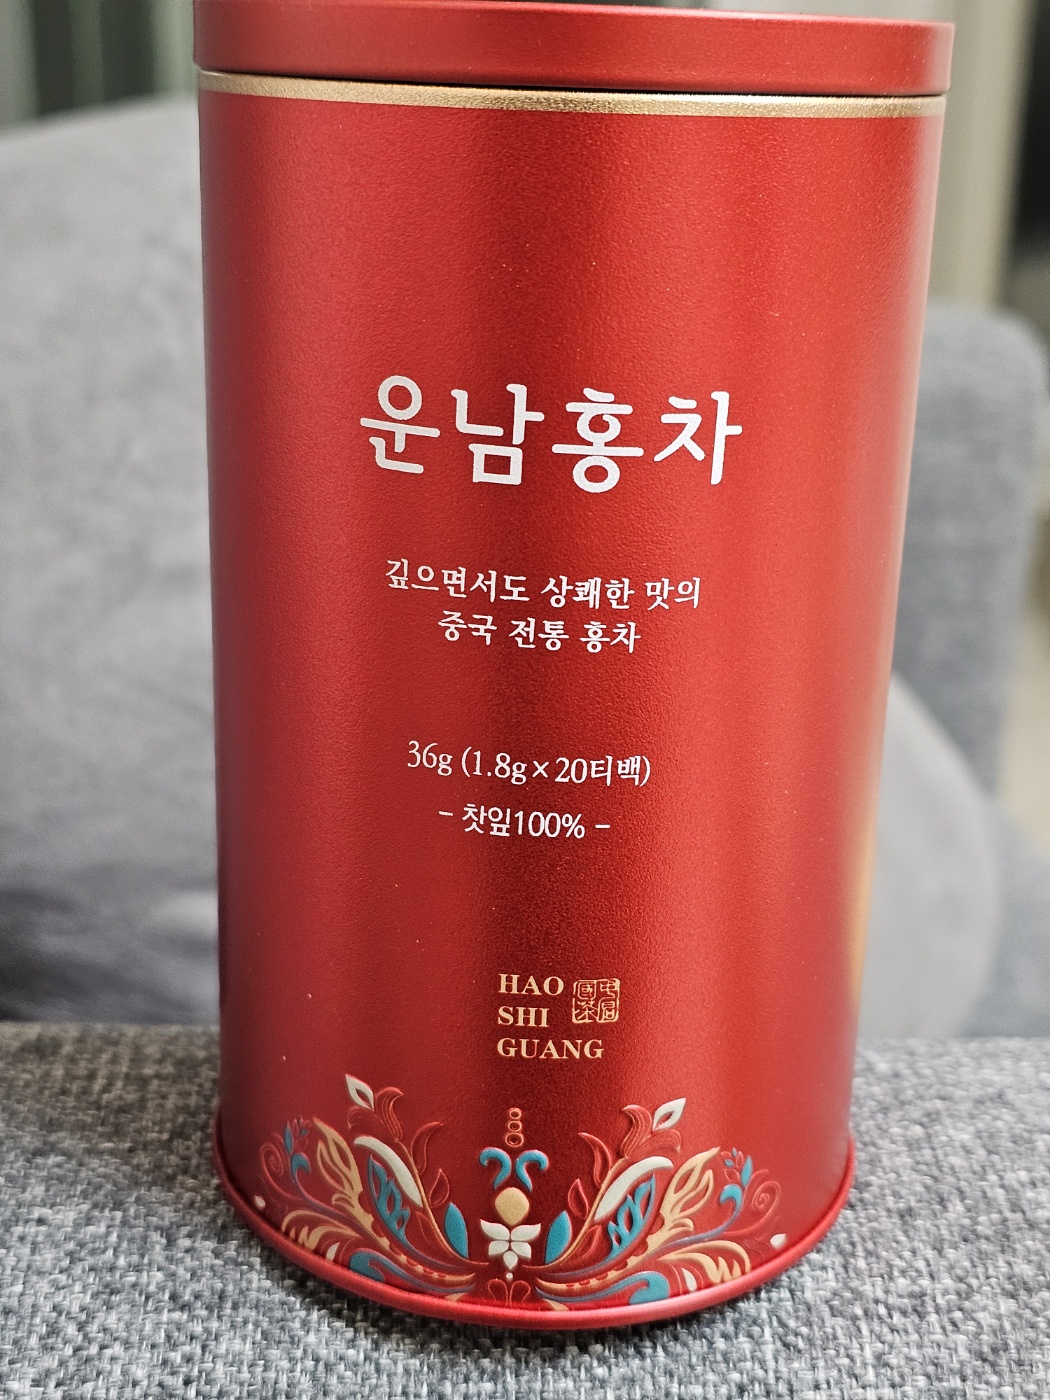 운남홍차
깊으면서도 상쾌한 맛의
중국 전통 홍차
36g (1.8g×20티백)
- 찻잎100% -
HAO
SHI
GUANG